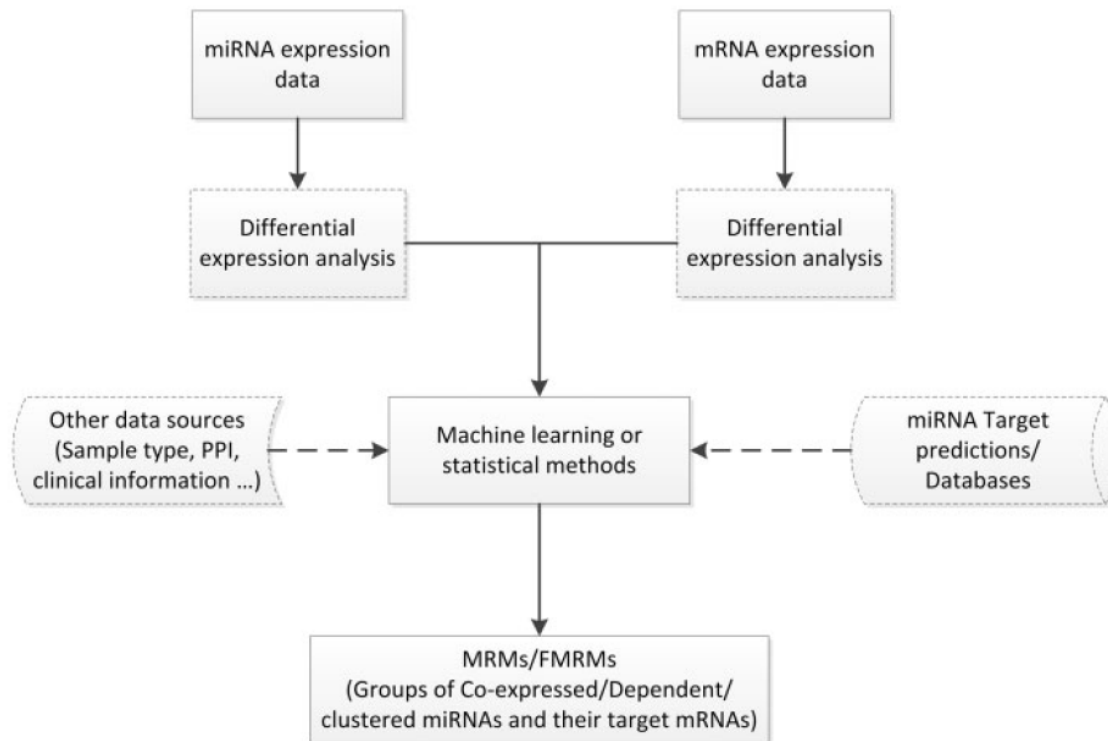 miRNA expression
data
mRNA expression
data
Differential
expression analysis
Differential
expression analysis
Other data sources
(Sample type, PPI,
clinical information ...)
Machine learning or
statistical methods
miRNA Target
predictions/
Databases
MRMs/FMRMs
(Groups of Co-expressed/Dependent/
clustered miRNAs and their target mRNAs)